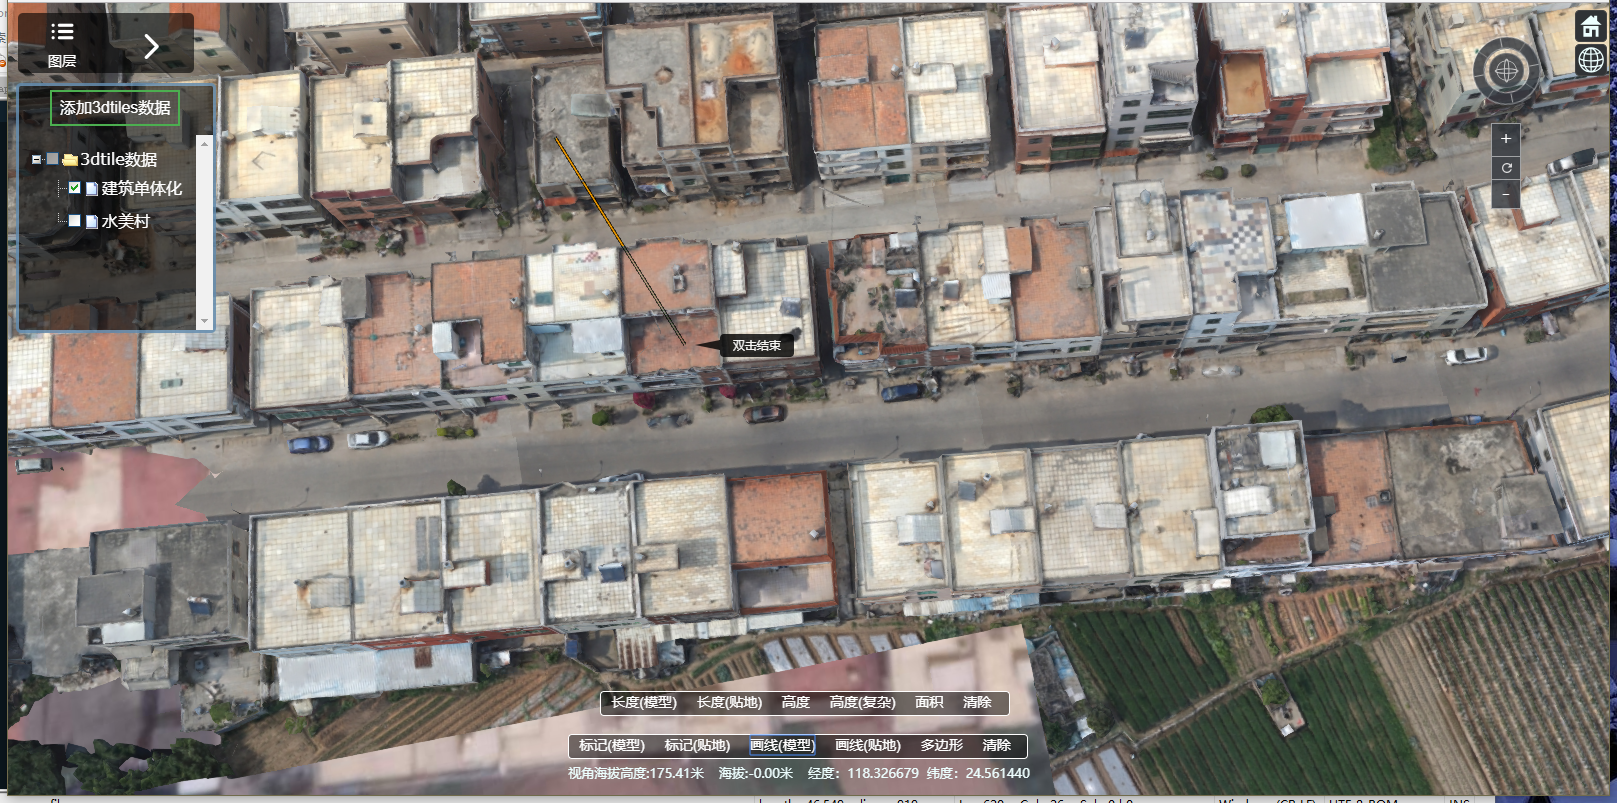 图层
添加3dtiles数据
3dtile数据
建筑单体化
水美村
双击结束
长度(模型) 长度(贴地) 高度 高度(复杂) 面积 清除
标记(模型) 标记(贴地) 画线(模型) 画线(贴地) 多边形 清除
视角海拔高度:175.41米 海拔:-0.00米 经度：118.326679 纬度：24.561440